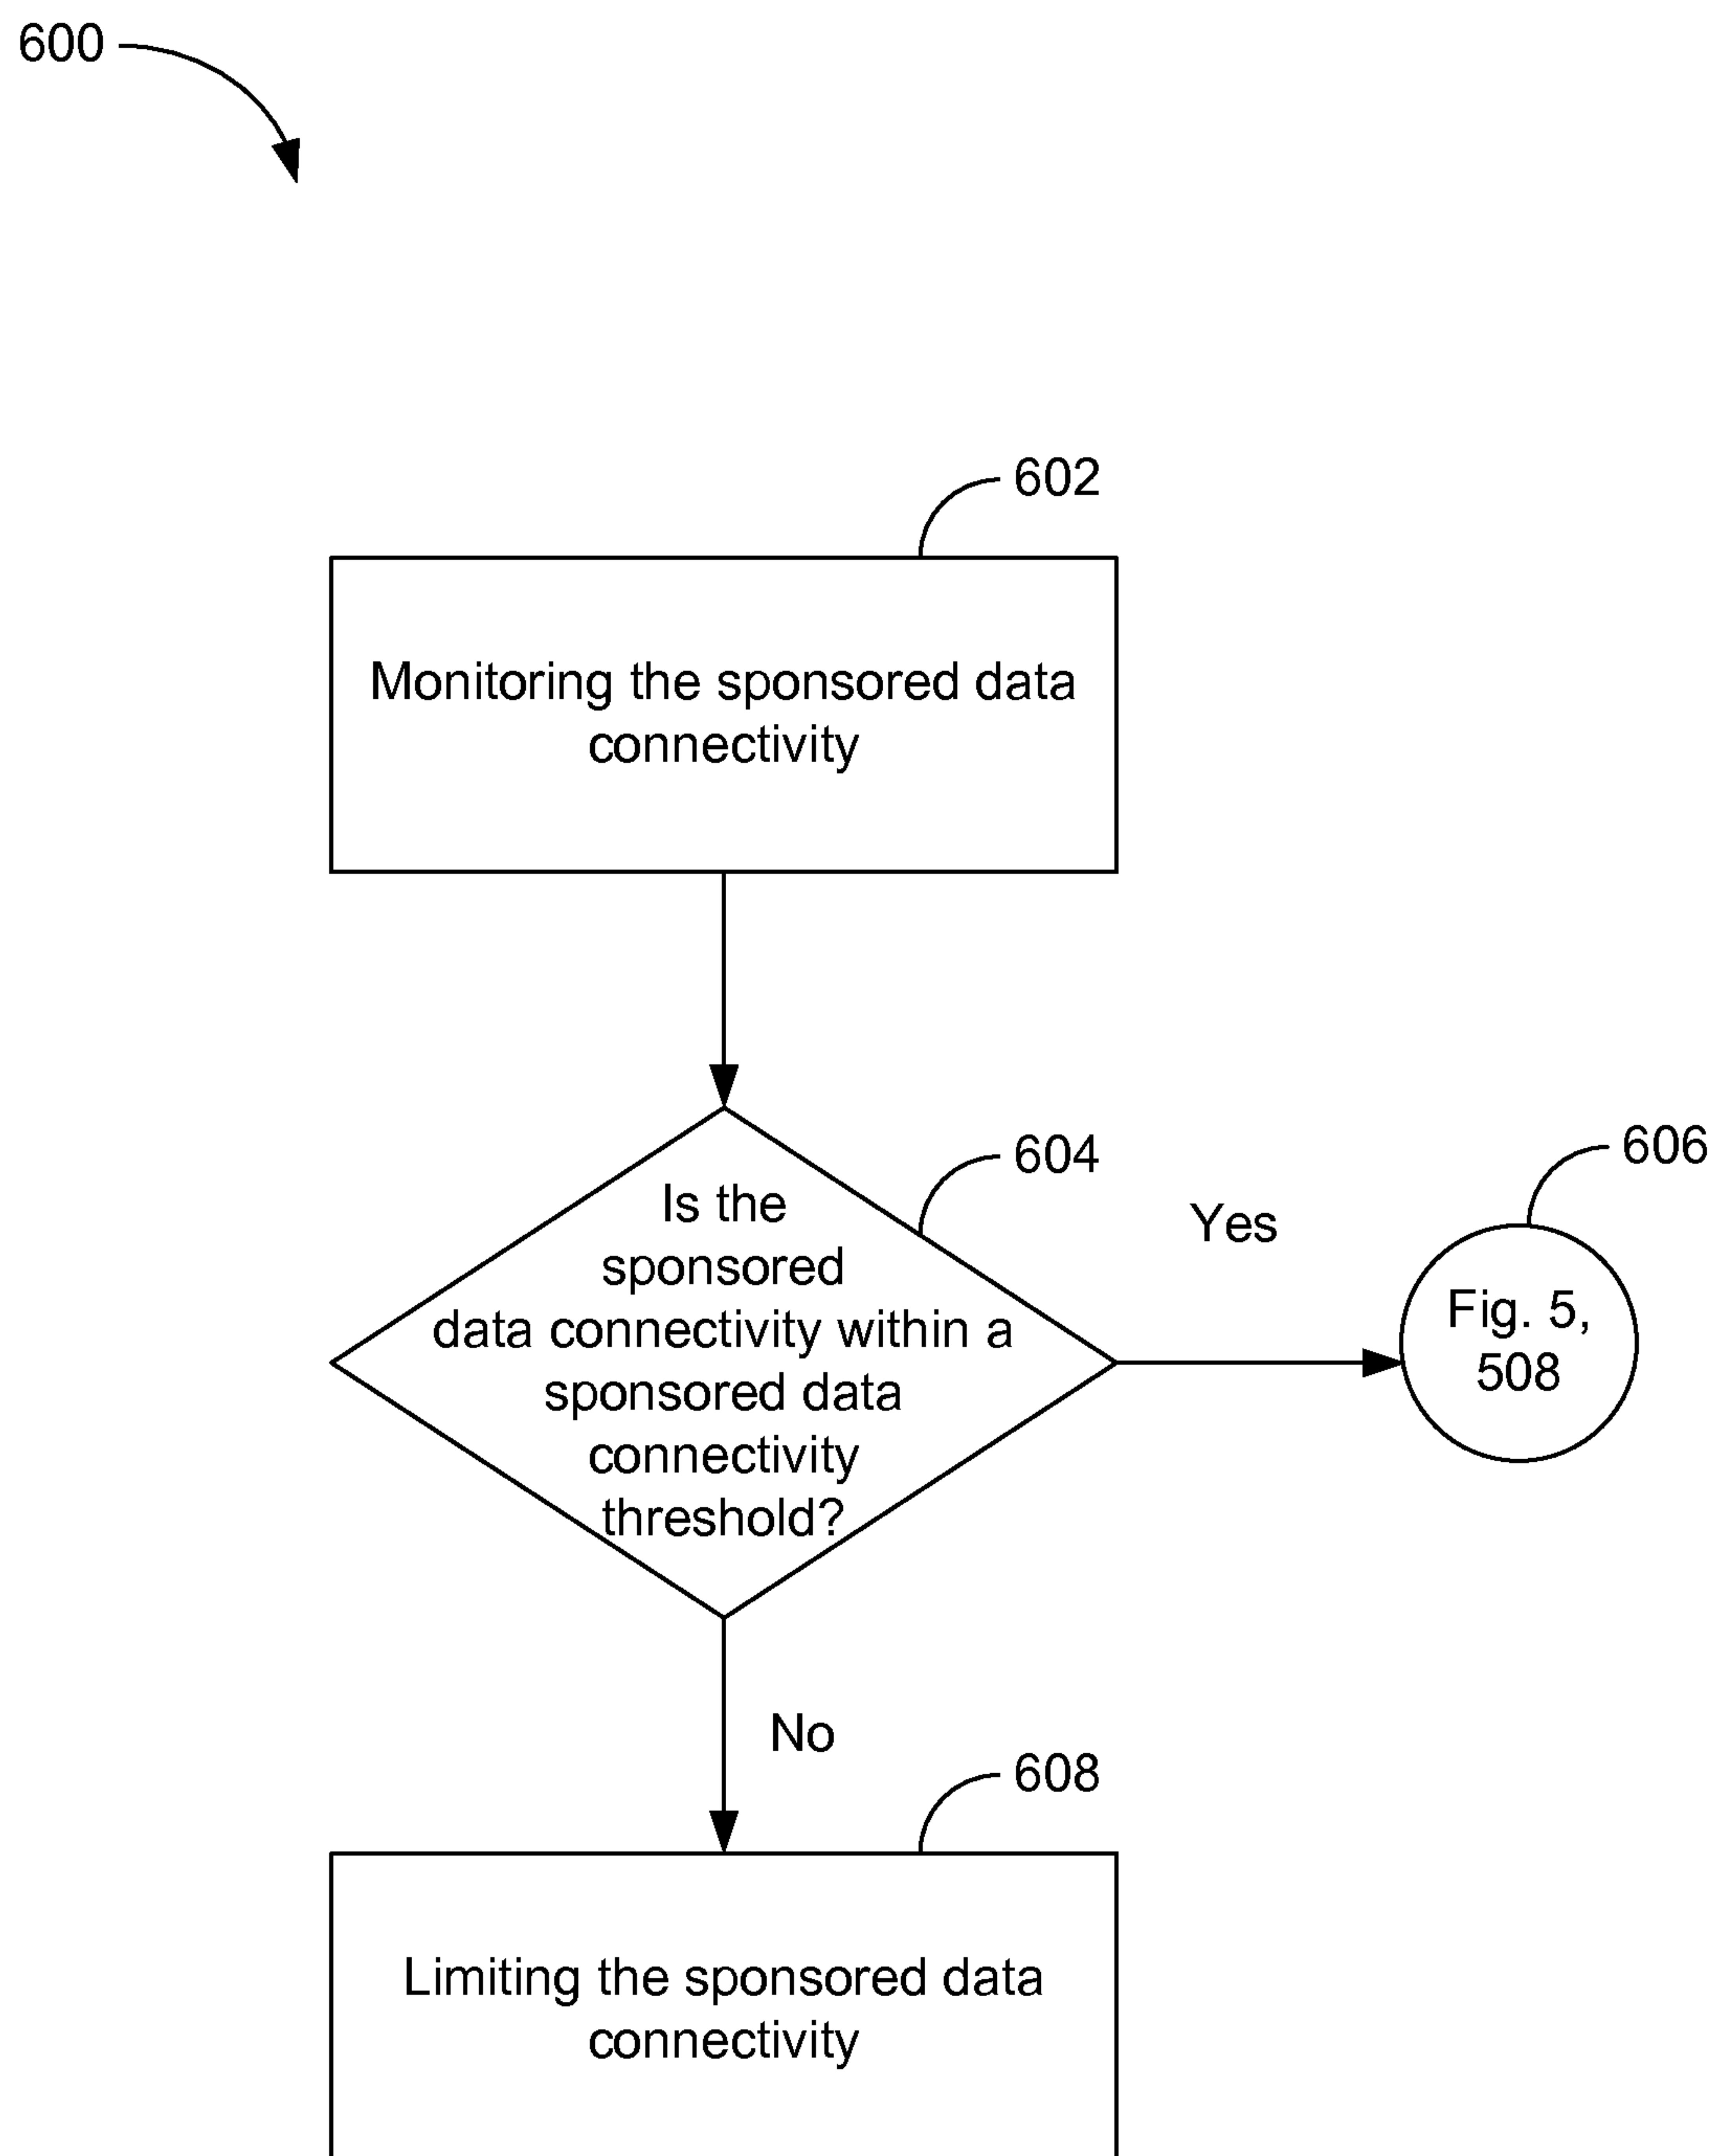 600
602
Monitoring the sponsored data
connectivity
604
Is the
sponsored
data connectivity within a
sponsored data
connectivity
threshold?
Yes
606
Fig. 5,
508
No
608
Limiting the sponsored data
connectivity